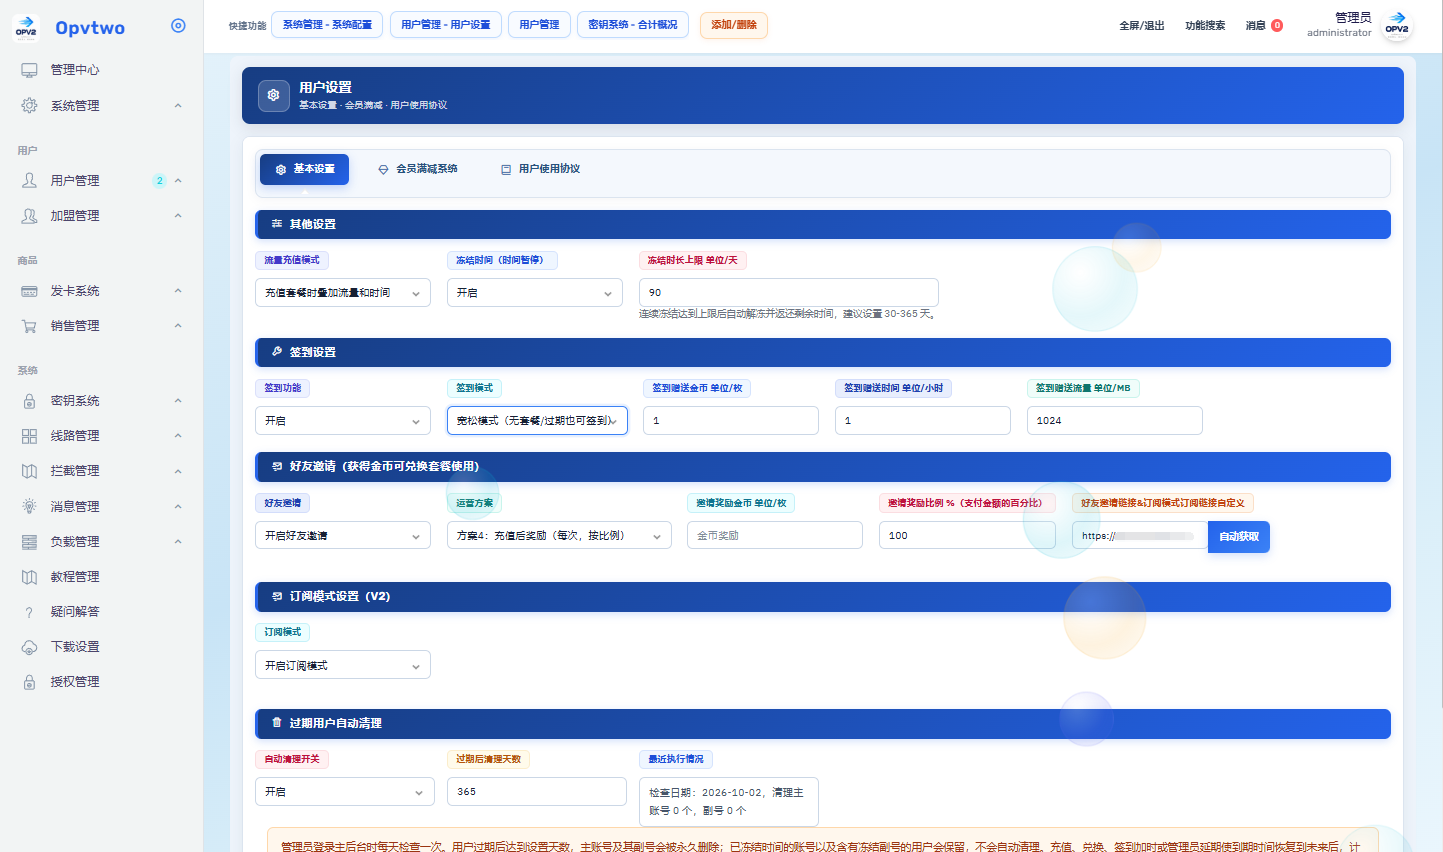 OPV2
Opvtwo
管理中心
系统管理
用户
用户管理 2
加盟管理
商品
发卡系统
销售管理
系统
密钥系统
线路管理
拦截管理
消息管理
负载管理
教程管理
疑问解答
下载设置
授权管理
快捷功能 系统管理 - 系统配置 用户管理 - 用户设置 用户管理 密钥系统 - 合计概况 添加/删除
全屏/退出 功能搜索 消息 0
管理员
administrator
OPV2
用户设置
基本设置 · 会员满减 · 用户使用协议
基本设置 会员满减系统 用户使用协议
其他设置
流量充值模式 冻结时间（时间暂停） 冻结时长上限 单位/天
充值套餐时叠加流量和时间 开启 90
连续冻结达到上限后自动解冻并返还剩余时间，建议设置 30-365 天。
签到设置
签到功能 签到模式 签到赠送金币 单位/枚 签到赠送时间 单位/小时 签到赠送流量 单位/MB
开启 宽松模式（无套餐/过期也可签到） 1 1 1024
好友邀请（获得金币可兑换套餐使用）
好友邀请 运营方案 邀请奖励金币 单位/枚 邀请奖励比例 %（支付金额的百分比） 好友邀请链接&订阅模式订阅链接自定义
开启好友邀请 方案4：充值后奖励（每次，按比例） 金币奖励 100 https:// 自动获取
订阅模式设置（V2）
订阅模式
开启订阅模式
过期用户自动清理
自动清理开关 过期后清理天数 最近执行情况
开启 365 检查日期：2026-10-02，清理主
账号 0 个，副号 0 个
管理员登录主后台时每天检查一次。用户过期后达到设置天数，主账号及其副号会被永久删除；已冻结时间的账号以及含有冻结副号的用户会保留，不会自动清理。充值、兑换、签到加时或管理员延期使到期时间恢复到未来后，计